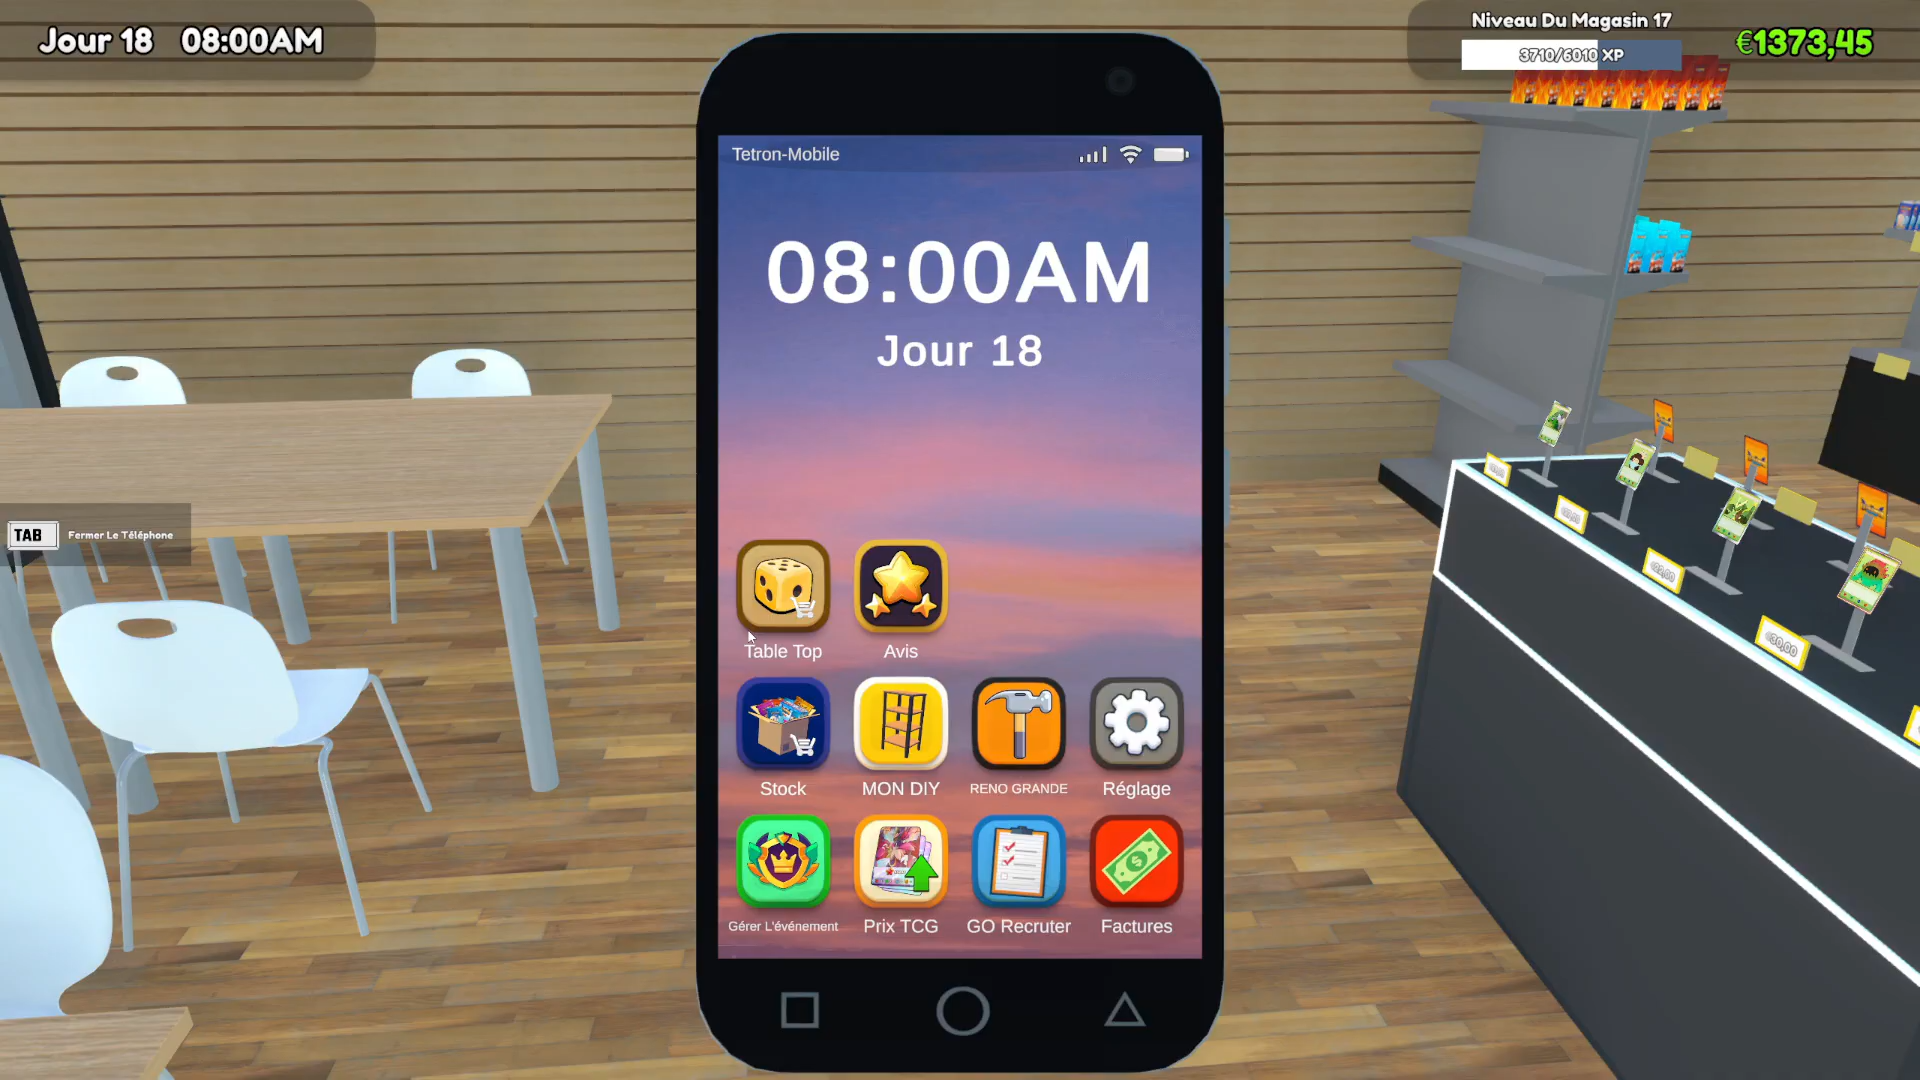 Jour 18 08:00AM
Niveau Du Magasin 17
3710/6010 XP
€1373,45
Tetron-Mobile
08:00AM
Jour 18
TAB
Fermer Le Téléphone
Table Top
Avis
Stock
MON DIY
RENO GRANDE
Réglage
Gérer L'événement
Prix TCG
GO Recruter
Factures
€30,00